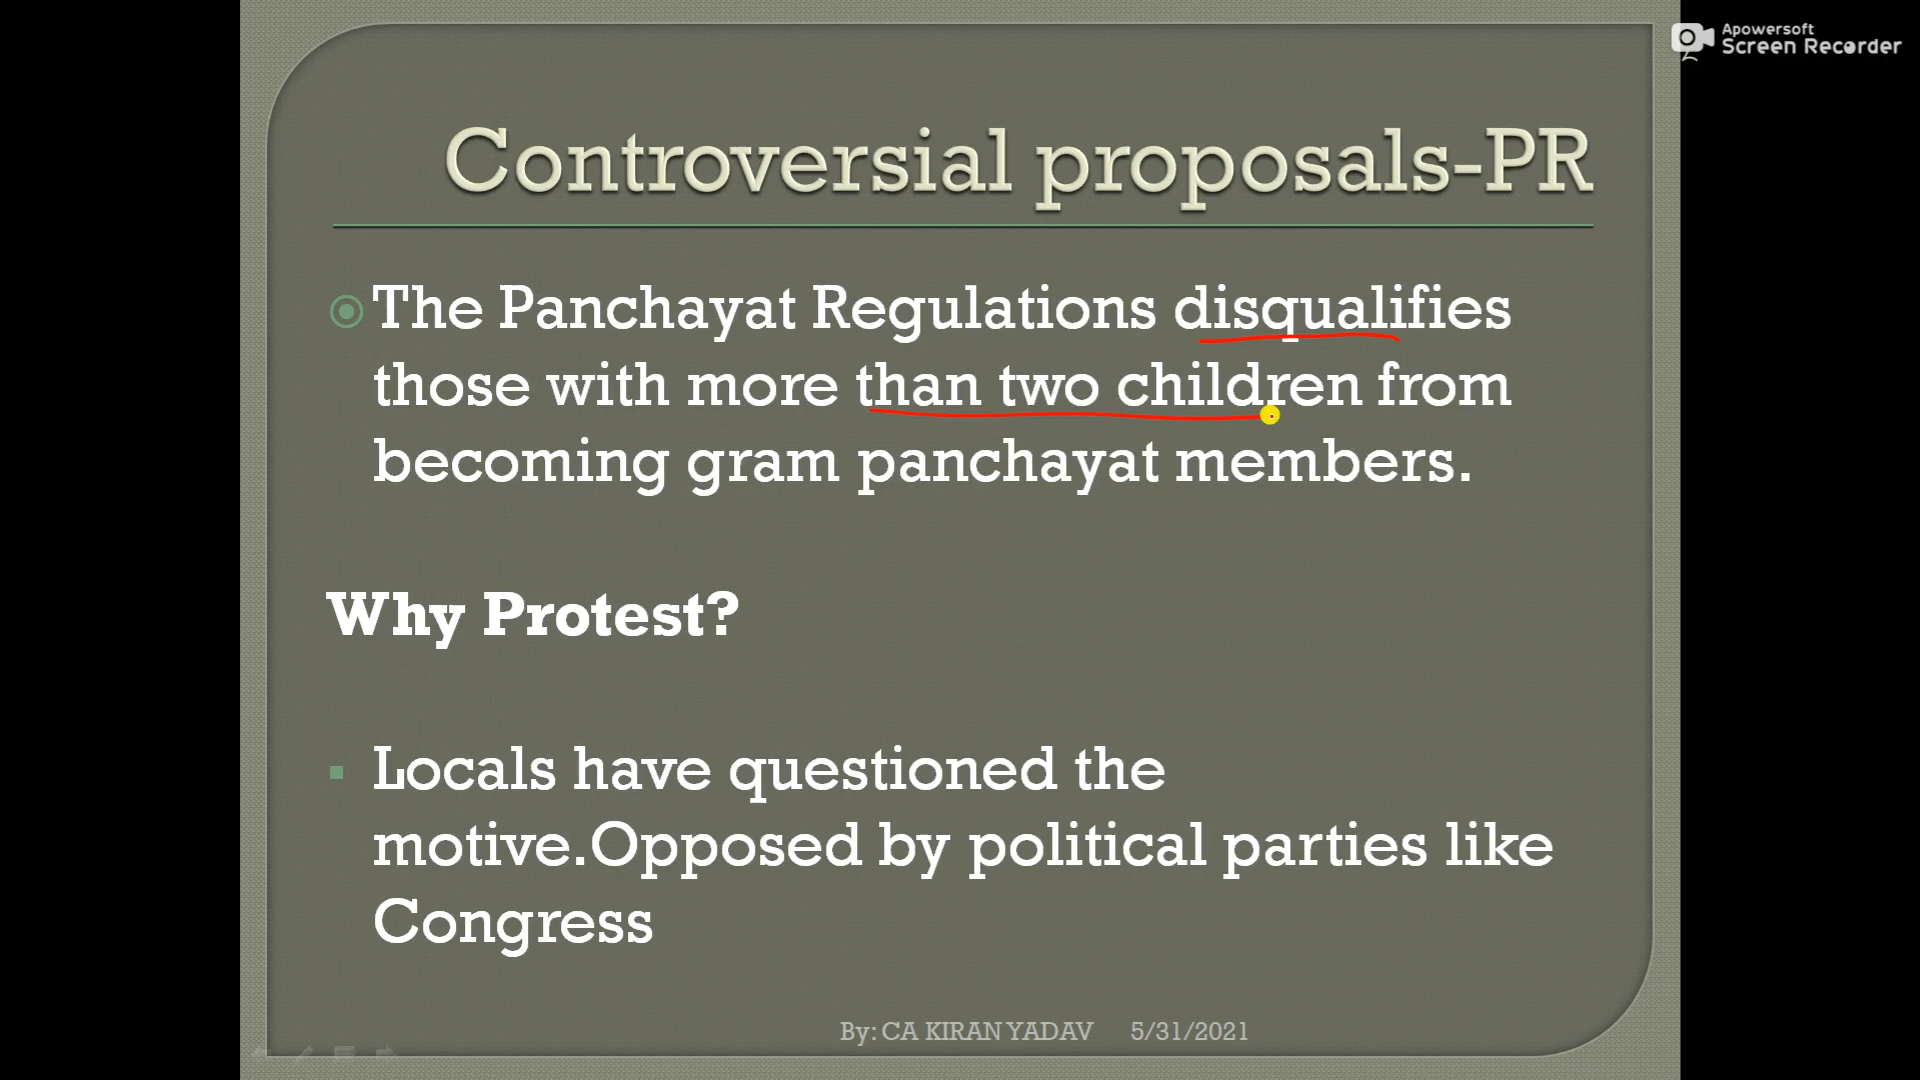 Apowersoft
Screen Recorder
Controversial proposals-PR
The Panchayat Regulations disqualifies
those with more than two children from
becoming gram panchayat members.
Why Protest?
Locals have questioned the
motive.Opposed by political parties like
Congress
By: CA KIRAN YADAV 5/31/2021